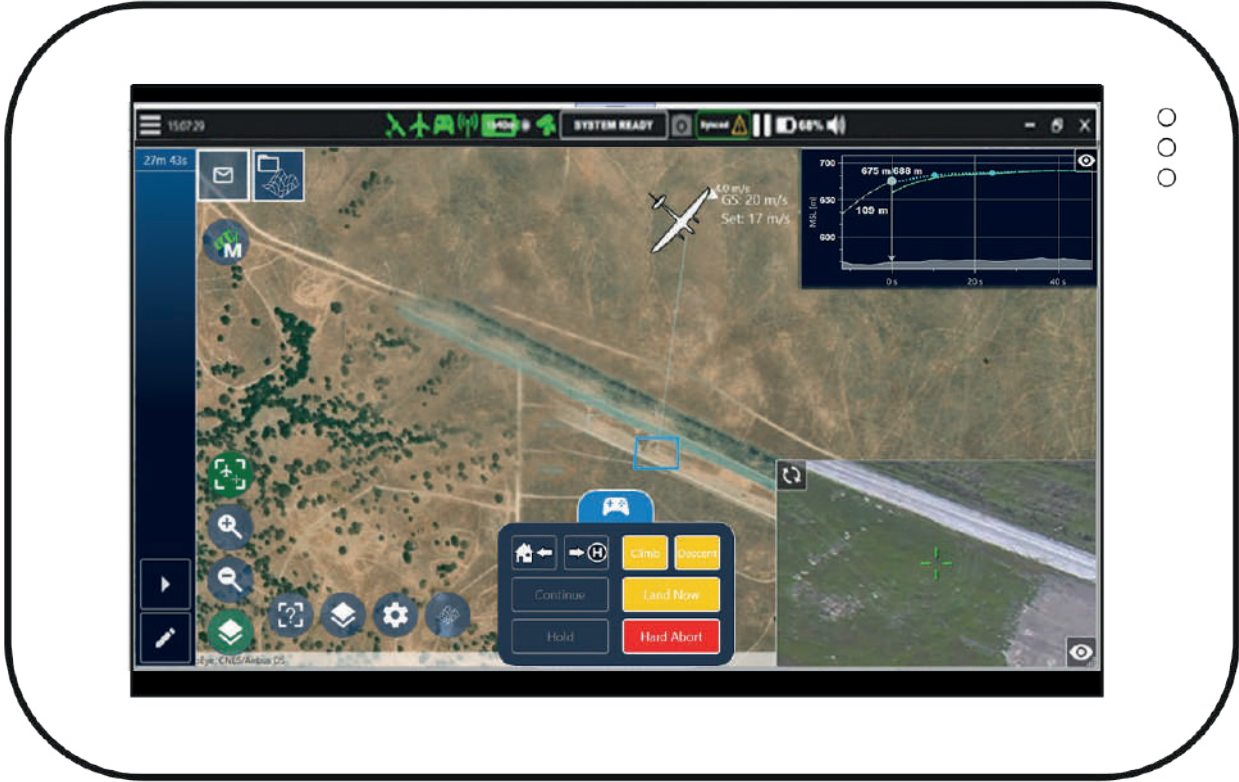 15:07:29
SYSTEM READY
Synced
68%
27m 43s
M
4.0 m/s
GS: 20 m/s
Set: 17 m/s
700
675 m/688 m
650
109 m
600
MSL [m]
0 s
20 s
40 s
H
Climb
Descent
Continue
Land Now
Hold
Hard Abort
?
CNES/Airbus DS